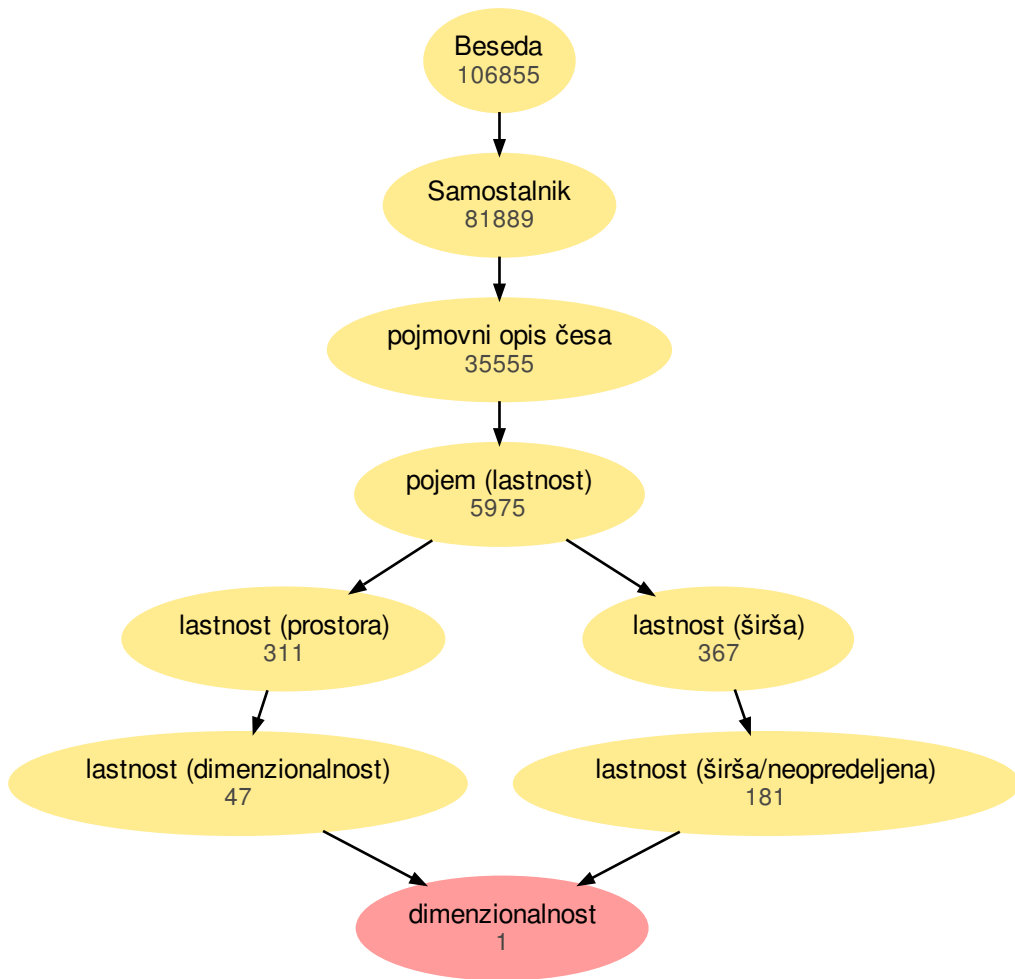 Beseda
106855
Samostalnik
81889
pojmovni opis česa
35555
pojem (lastnost)
5975
lastnost (prostora)
311
lastnost (širša)
367
lastnost (dimenzionalnost)
47
lastnost (širša/neopredeljena)
181
dimenzionalnost
1